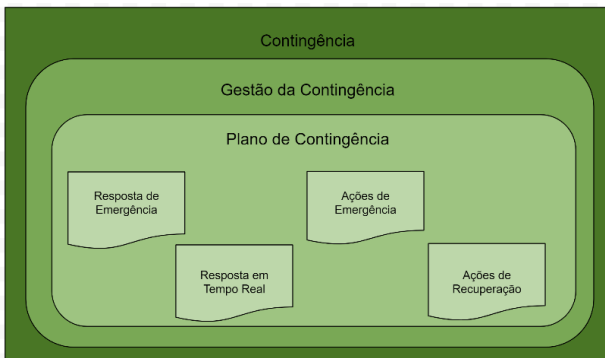 Contingência
Gestão da Contingência
Plano de Contingência
Resposta de
Emergência
Ações de
Emergência
Resposta em
Tempo Real
Ações de
Recuperação